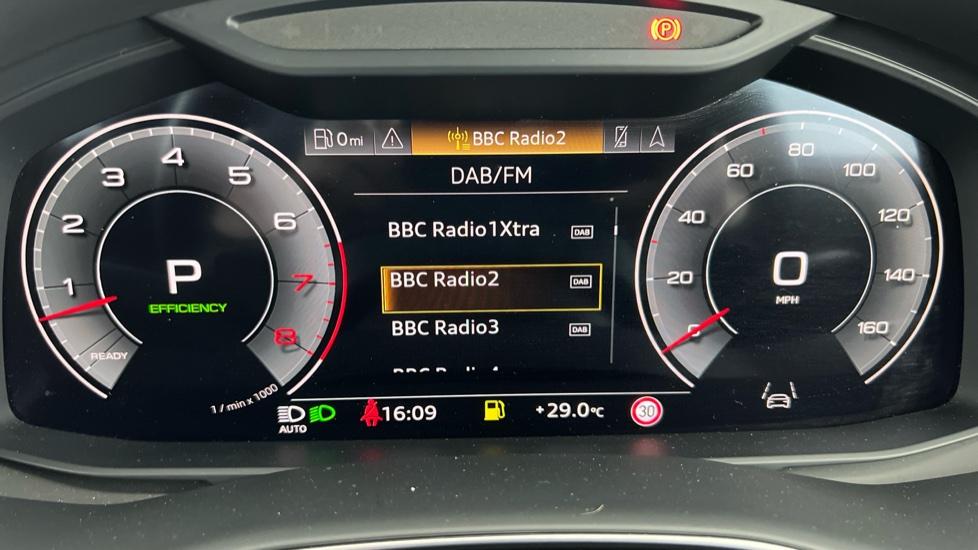 P
0 mi
BBC Radio2
DAB/FM
BBC Radio1Xtra DAB
BBC Radio2 DAB
BBC Radio3 DAB
1
2
3
4
5
6
7
8
P
EFFICIENCY
READY
1 / min x 1000
0
20
40
60
80
100
120
140
160
0
MPH
AUTO
16:09
+29.0°C
30